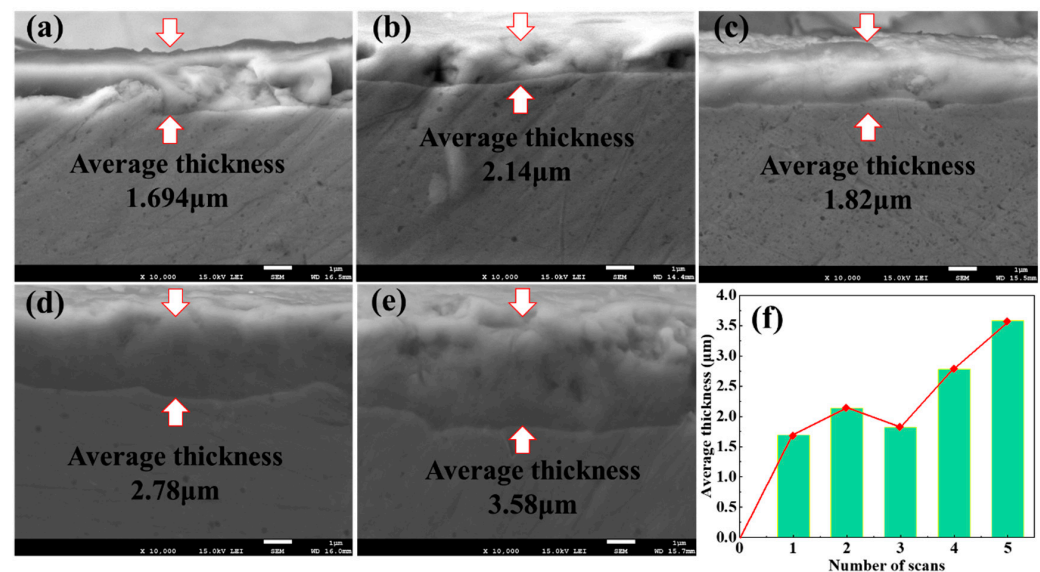 (a)
Average thickness
1.694μm
X 10,000 15.0kV LEI SEM 1μm WD 16.5mm
(b)
Average thickness
2.14μm
X 10,000 15.0kV LEI SEM 1μm WD 14.4mm
(c)
Average thickness
1.82μm
X 10,000 15.0kV LEI SEM 1μm WD 15.5mm
(d)
Average thickness
2.78μm
X 10,000 15.0kV LEI SEM 1μm WD 16.0mm
(e)
Average thickness
3.58μm
X 10,000 15.0kV LEI SEM 1μm WD 15.7mm
(f)
Average thickness (μm)
4.0
3.5
3.0
2.5
2.0
1.5
1.0
0.5
0.0
0 1 2 3 4 5
Number of scans